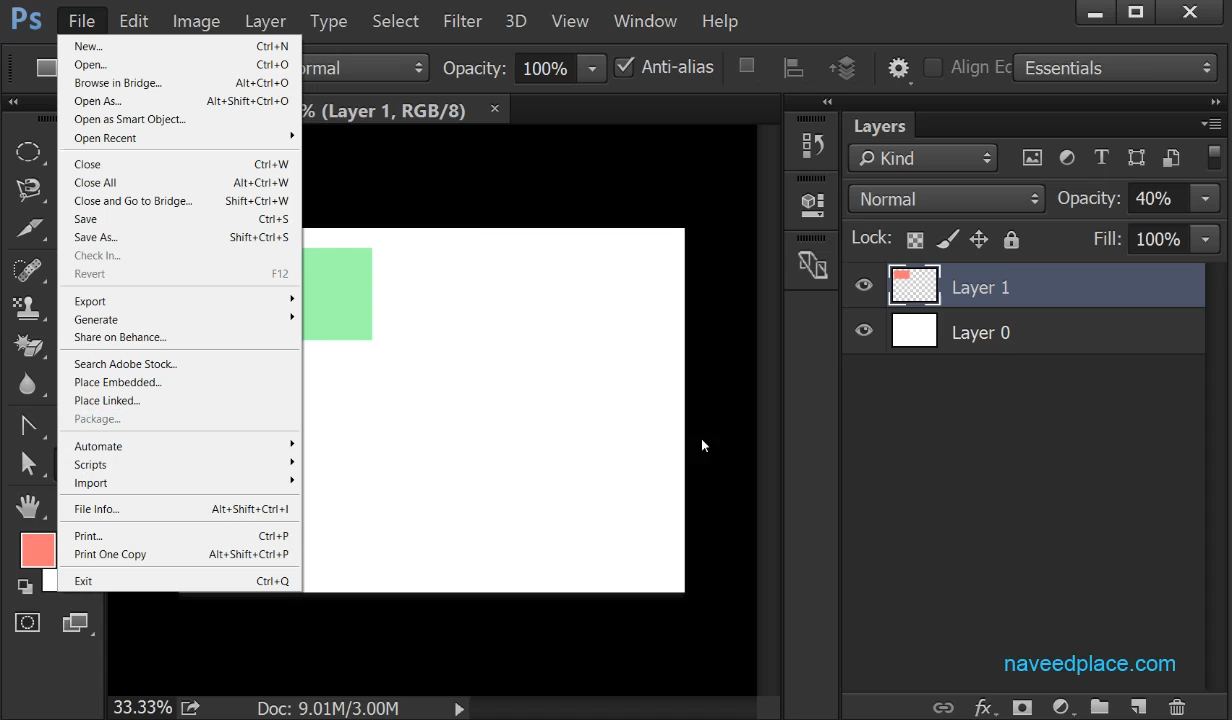 Ps File Edit Image Layer Type Select Filter 3D View Window Help
rmal Opacity: 100% Anti-alias Align Ed Essentials
% (Layer 1, RGB/8)
New... Ctrl+N
Open... Ctrl+O
Browse in Bridge... Alt+Ctrl+O
Open As... Alt+Shift+Ctrl+O
Open as Smart Object...
Open Recent
Close Ctrl+W
Close All Alt+Ctrl+W
Close and Go to Bridge... Shift+Ctrl+W
Save Ctrl+S
Save As... Shift+Ctrl+S
Check In...
Revert F12
Export
Generate
Share on Behance...
Search Adobe Stock...
Place Embedded...
Place Linked...
Package...
Automate
Scripts
Import
File Info... Alt+Shift+Ctrl+I
Print... Ctrl+P
Print One Copy Alt+Shift+Ctrl+P
Exit Ctrl+Q
Layers
Kind
Normal Opacity: 40%
Lock: Fill: 100%
Layer 1
Layer 0
naveedplace.com
33.33% Doc: 9.01M/3.00M
fx